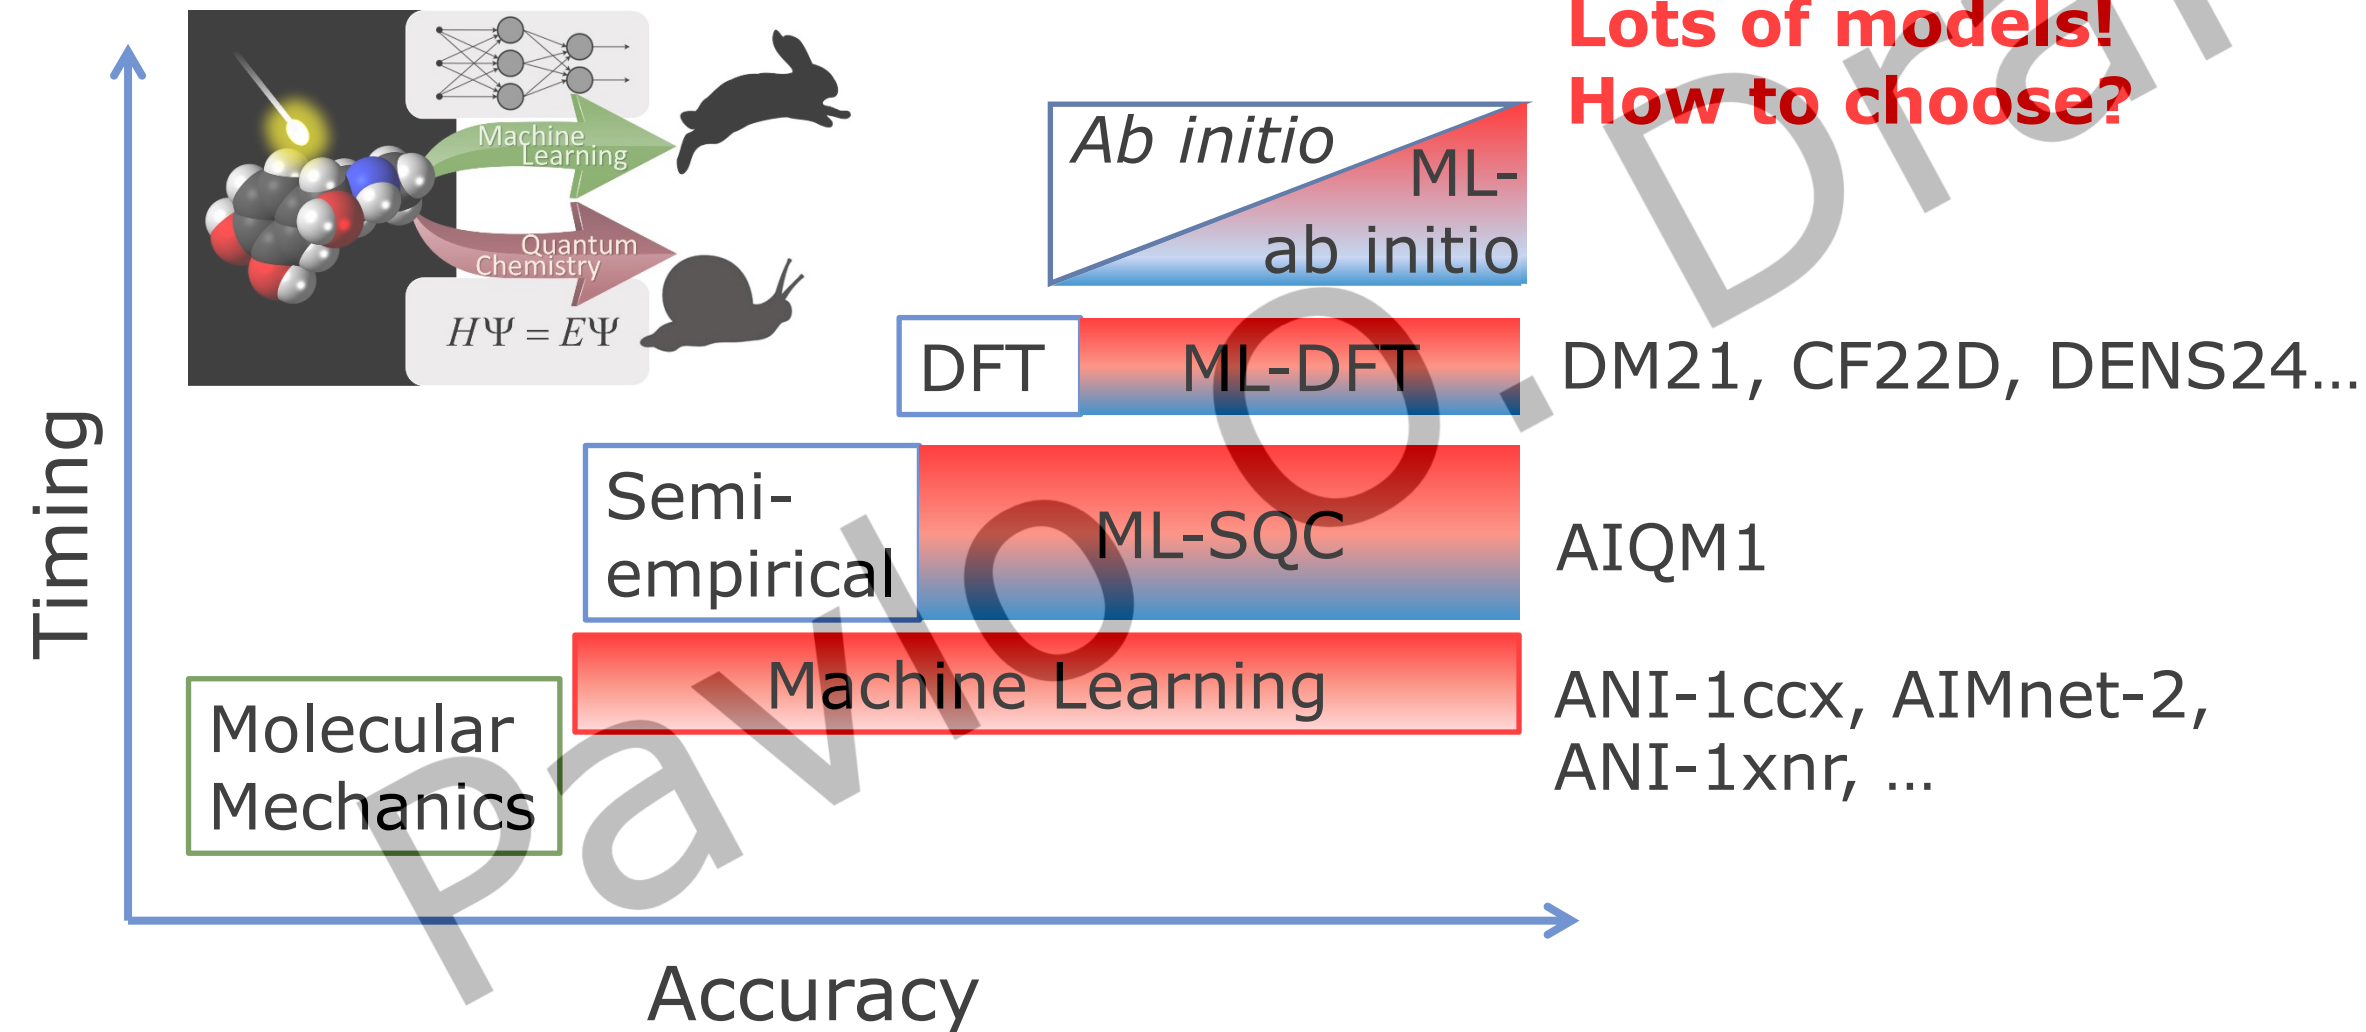 Lots of models!
How to choose?
Machine
Learning
Quantum
Chemistry
HΨ = EΨ
Ab initio
ML-
ab initio
DFT
ML-DFT
DM21, CF22D, DENS24…
Semi-
empirical
ML-SQC
AIQM1
Machine Learning
ANI-1ccx, AIMnet-2,
ANI-1xnr, …
Molecular
Mechanics
Timing
Accuracy
Pavlo O. Dral